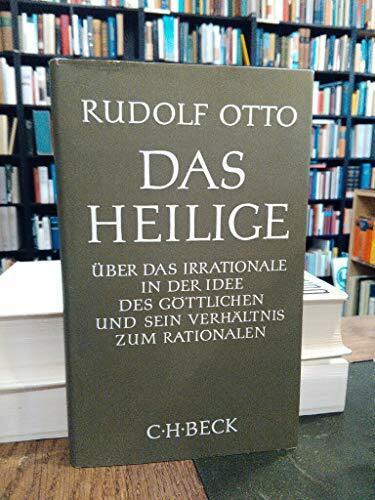 RUDOLF OTTO
DAS
HEILIGE
ÜBER DAS IRRATIONALE
IN DER IDEE
DES GÖTTLICHEN
UND SEIN VERHÄLTNIS
ZUM RATIONALEN
C·H·BECK